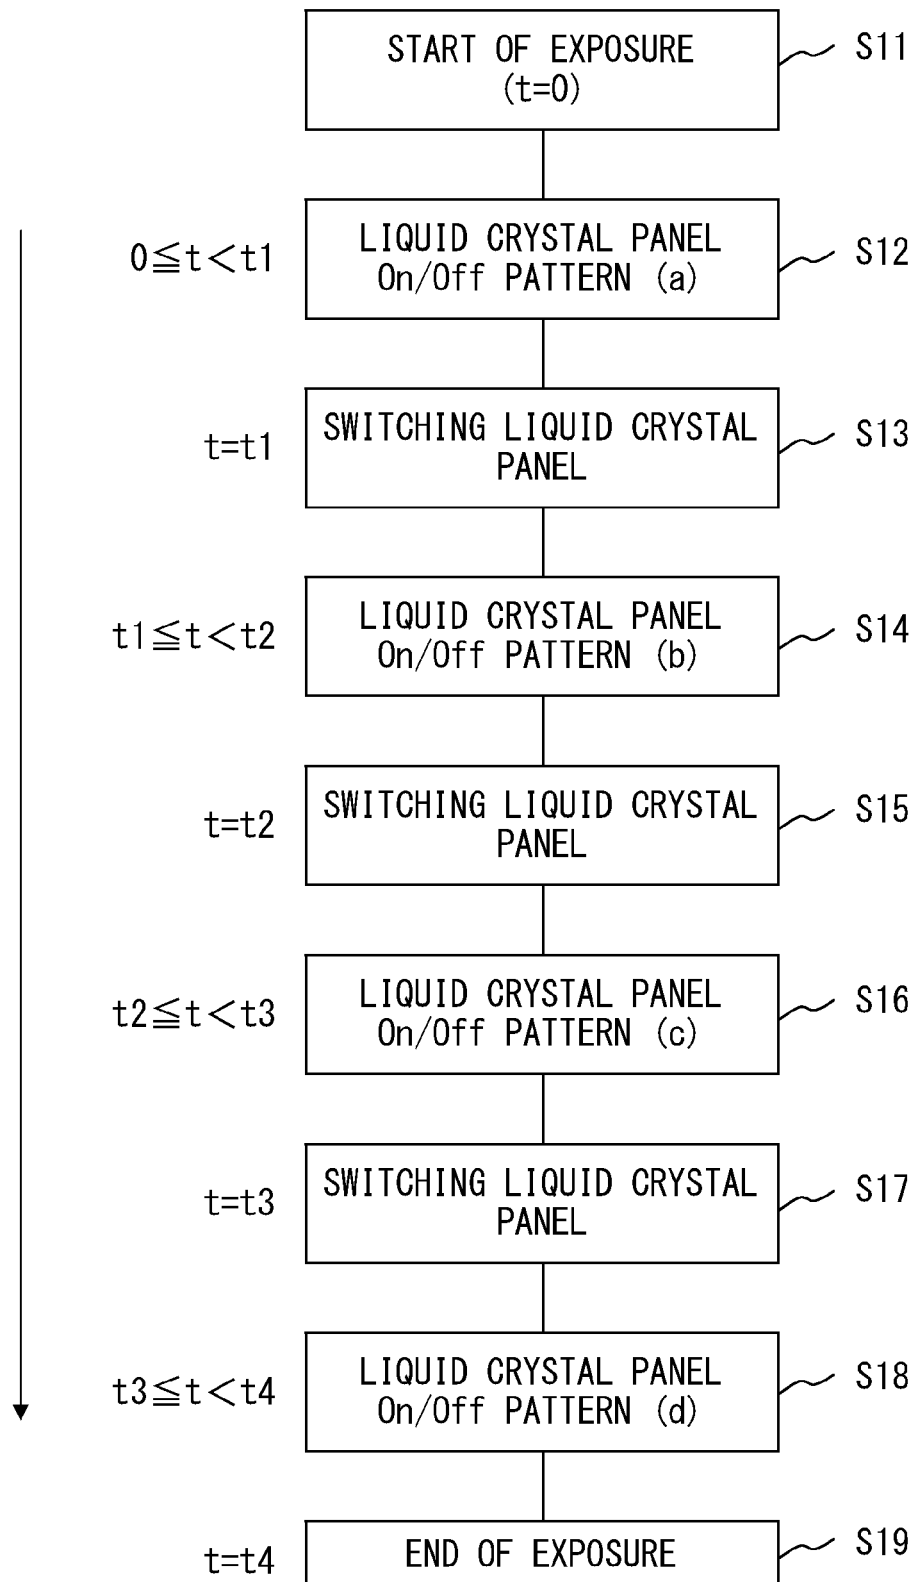 START OF EXPOSURE
(t=0)
S11
0≦t<t1
LIQUID CRYSTAL PANEL
On/Off PATTERN (a)
S12
t=t1
SWITCHING LIQUID CRYSTAL
PANEL
S13
t1≦t<t2
LIQUID CRYSTAL PANEL
On/Off PATTERN (b)
S14
t=t2
SWITCHING LIQUID CRYSTAL
PANEL
S15
t2≦t<t3
LIQUID CRYSTAL PANEL
On/Off PATTERN (c)
S16
t=t3
SWITCHING LIQUID CRYSTAL
PANEL
S17
t3≦t<t4
LIQUID CRYSTAL PANEL
On/Off PATTERN (d)
S18
t=t4
END OF EXPOSURE
S19